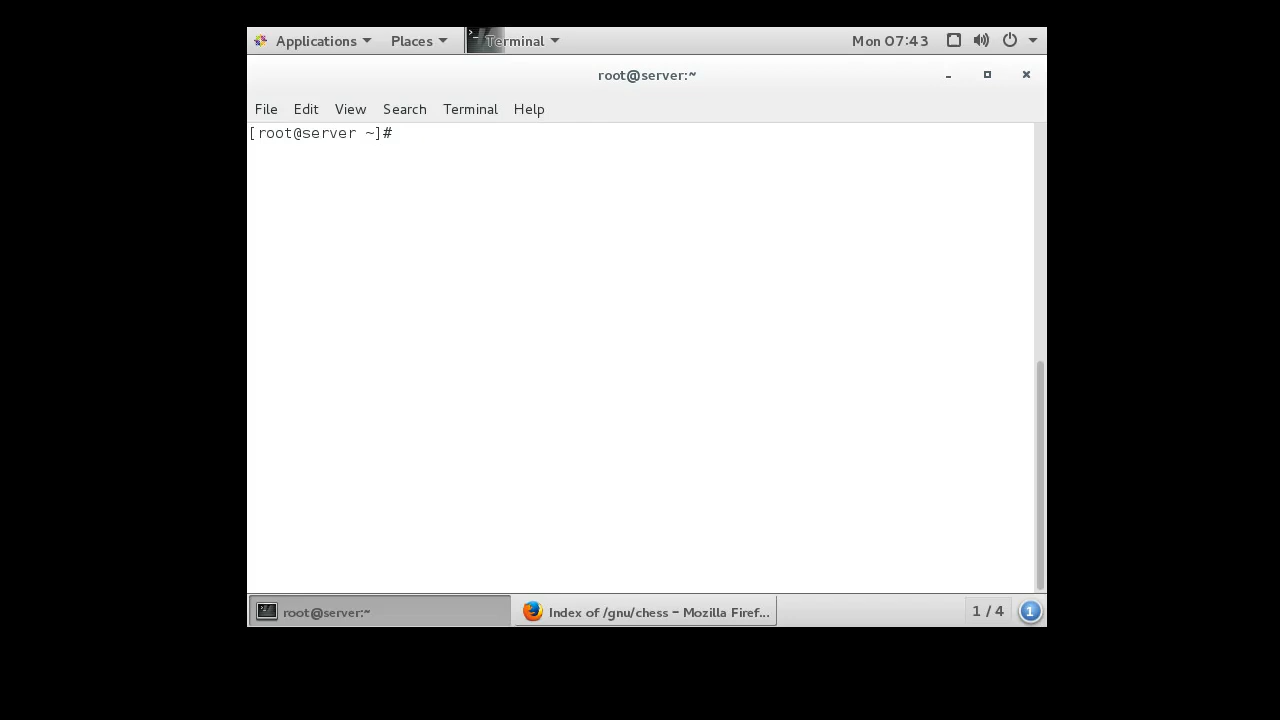 Applications Places Terminal Mon 07:43
root@server:~
File Edit View Search Terminal Help
[root@server ~]#
root@server:~ Index of /gnu/chess - Mozilla Firef... 1 / 4 1